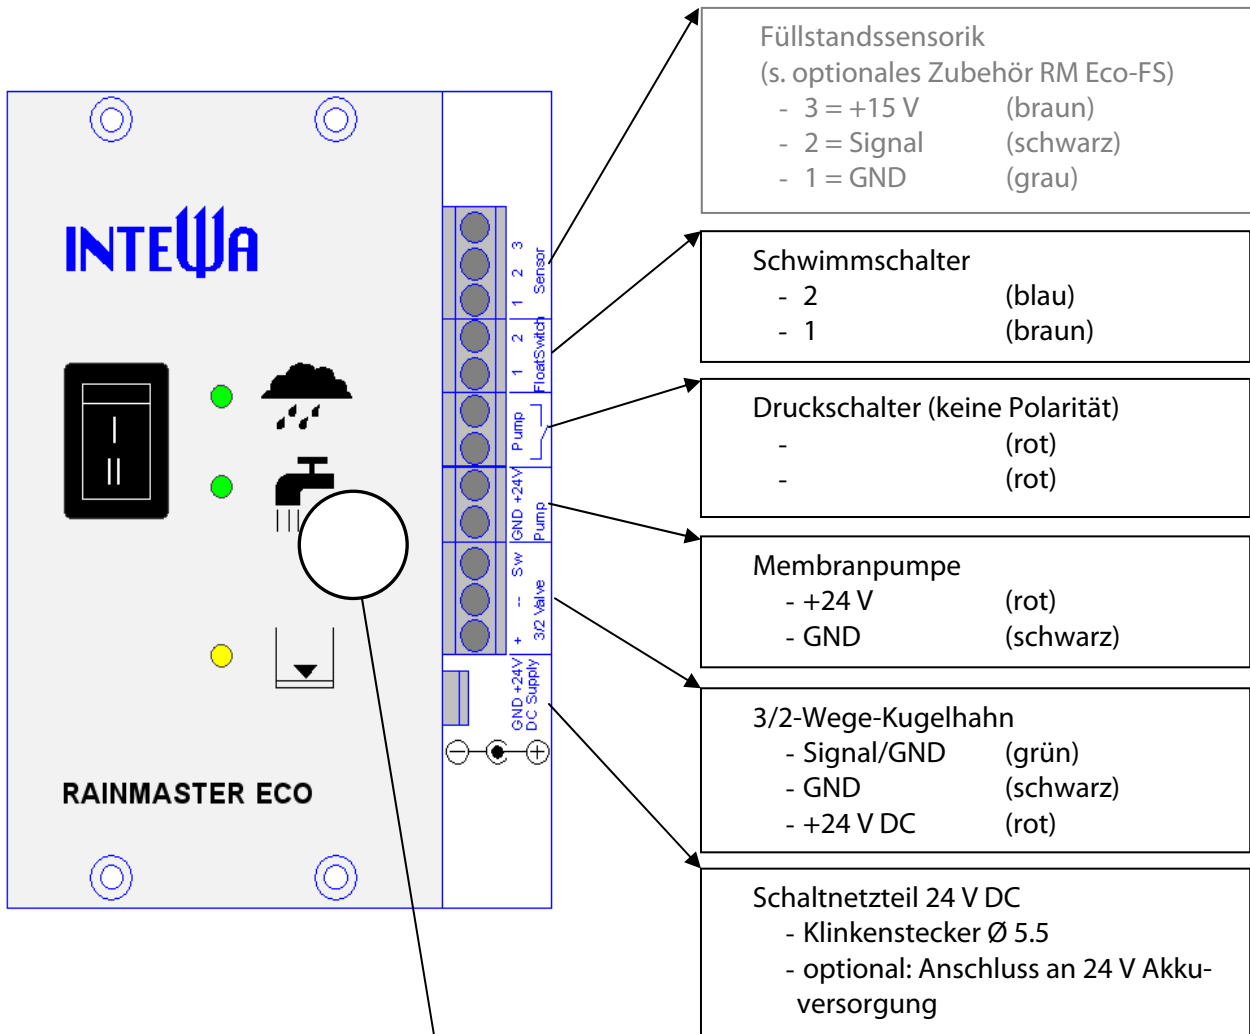 INTEWA
I
II
RAINMASTER ECO
1 2 3
Sensor
1 2
FloatSwitch
Pump
GND +24V
Pump
+ -- Sw
3/2 Valve
GND +24V
DC Supply
Füllstandssensorik
(s. optionales Zubehör RM Eco-FS)
- 3 = +15 V (braun)
- 2 = Signal (schwarz)
- 1 = GND (grau)
Schwimmschalter
- 2 (blau)
- 1 (braun)
Druckschalter (keine Polarität)
- (rot)
- (rot)
Membranpumpe
- +24 V (rot)
- GND (schwarz)
3/2-Wege-Kugelhahn
- Signal/GND (grün)
- GND (schwarz)
- +24 V DC (rot)
Schaltnetzteil 24 V DC
- Klinkenstecker Ø 5.5
- optional: Anschluss an 24 V Akku-
versorgung